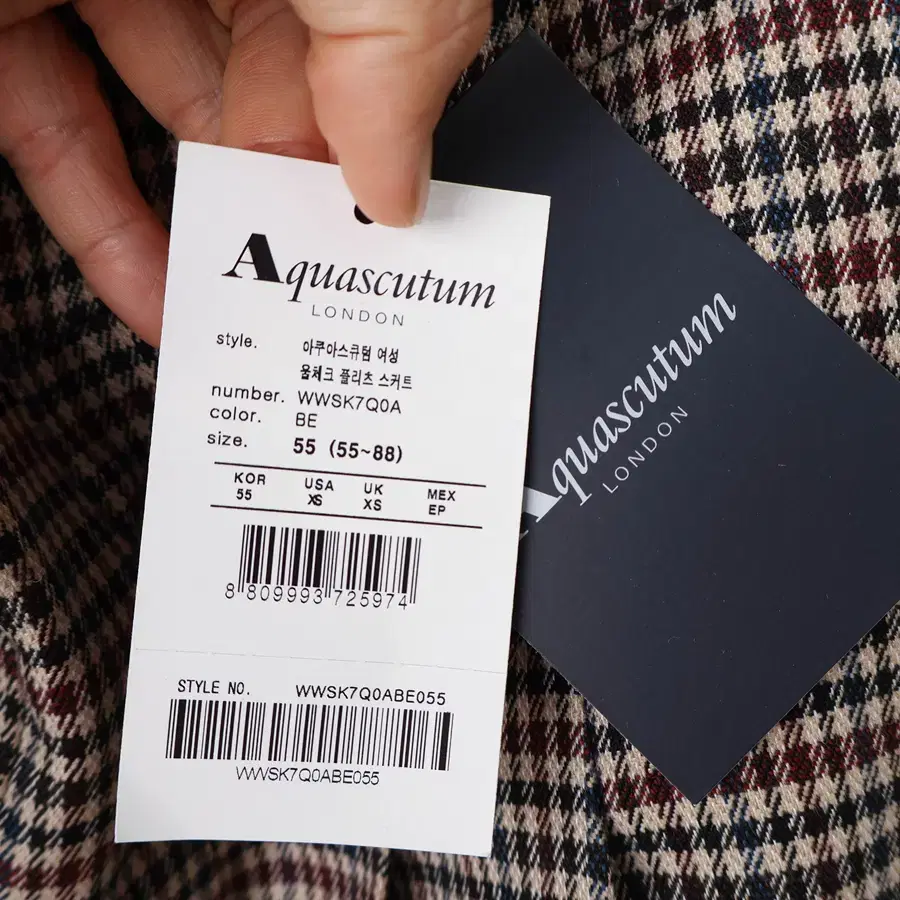 Aquascutum
LONDON
style. 아쿠아스큐텀 여성
울체크 플리츠 스커트
number. WWSK7Q0A
color. BE
size. 55 (55~88)
KOR USA UK MEX
55 XS XS EP
8 809993 725974
STYLE NO. WWSK7Q0ABE055
WWSK7Q0ABE055
Aquascutum
LONDON